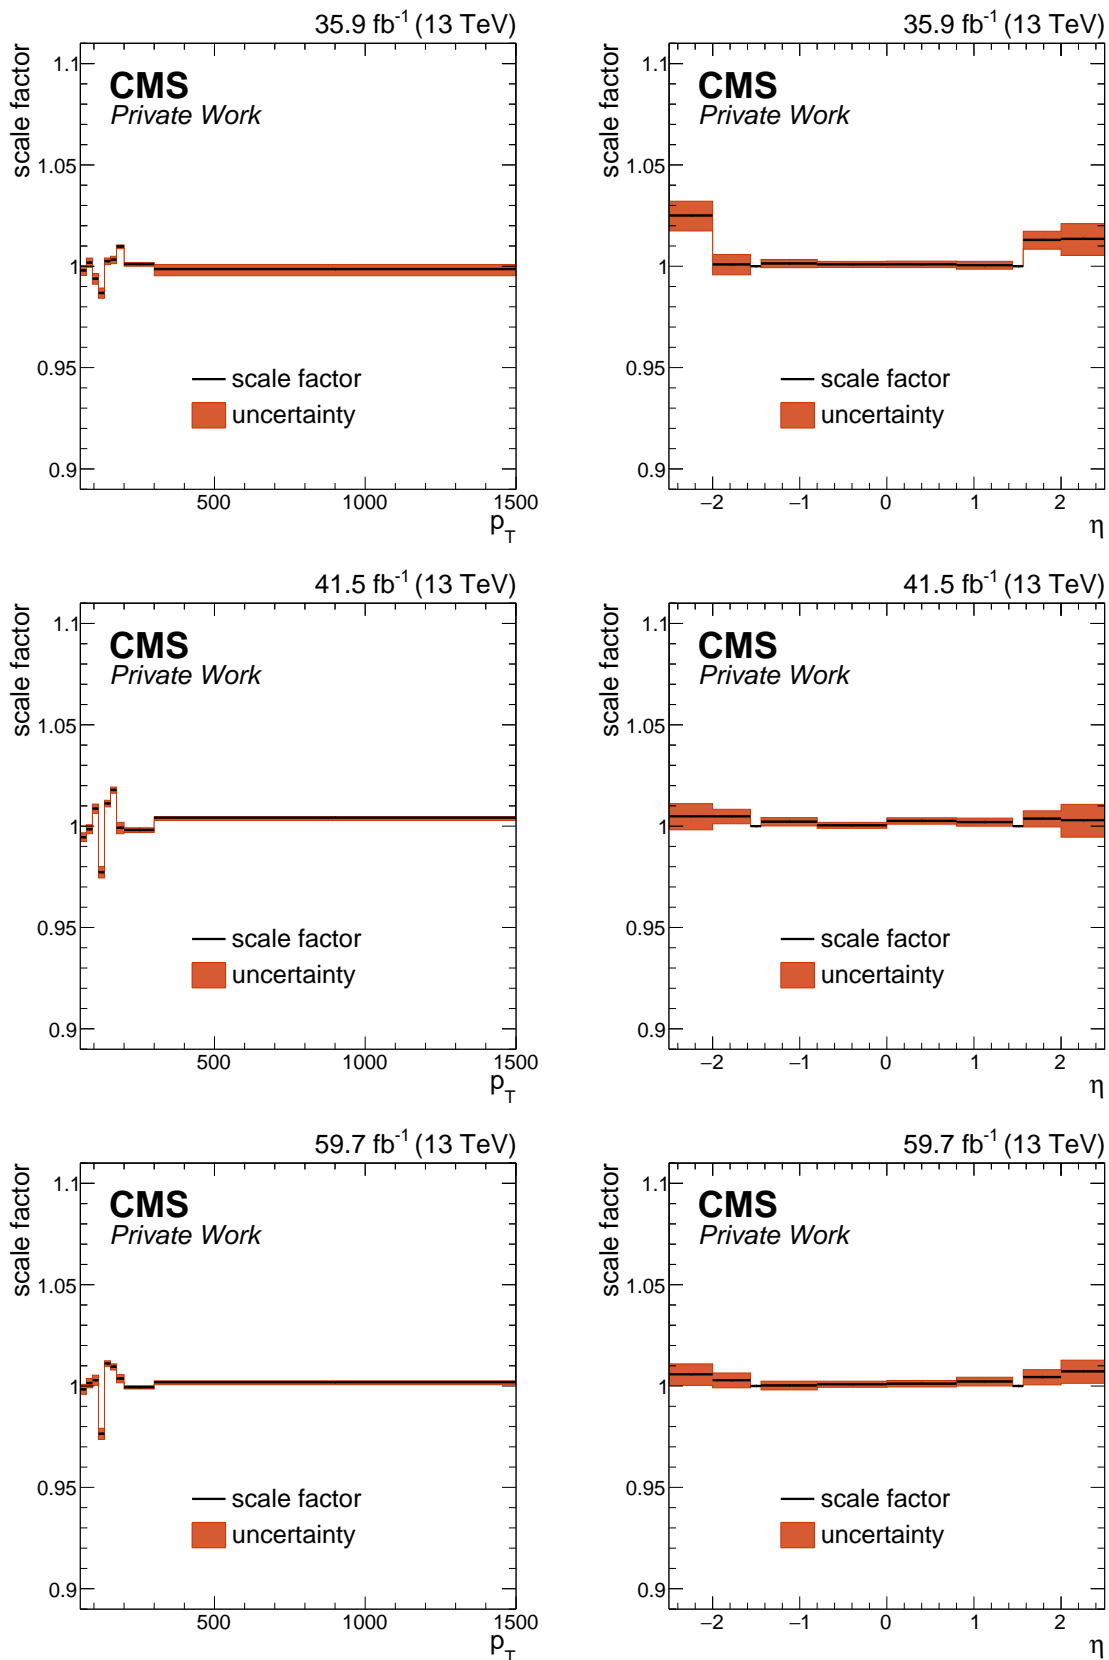 35.9 fb⁻¹ (13 TeV)
scale factor
CMS
Private Work
1.1
1.05
1
0.95
0.9
scale factor
uncertainty
500 1000 1500
p_T
35.9 fb⁻¹ (13 TeV)
scale factor
CMS
Private Work
1.1
1.05
1
0.95
0.9
scale factor
uncertainty
−2 −1 0 1 2
η
41.5 fb⁻¹ (13 TeV)
scale factor
CMS
Private Work
1.1
1.05
1
0.95
0.9
scale factor
uncertainty
500 1000 1500
p_T
41.5 fb⁻¹ (13 TeV)
scale factor
CMS
Private Work
1.1
1.05
1
0.95
0.9
scale factor
uncertainty
−2 −1 0 1 2
η
59.7 fb⁻¹ (13 TeV)
scale factor
CMS
Private Work
1.1
1.05
1
0.95
0.9
scale factor
uncertainty
500 1000 1500
p_T
59.7 fb⁻¹ (13 TeV)
scale factor
CMS
Private Work
1.1
1.05
1
0.95
0.9
scale factor
uncertainty
−2 −1 0 1 2
η